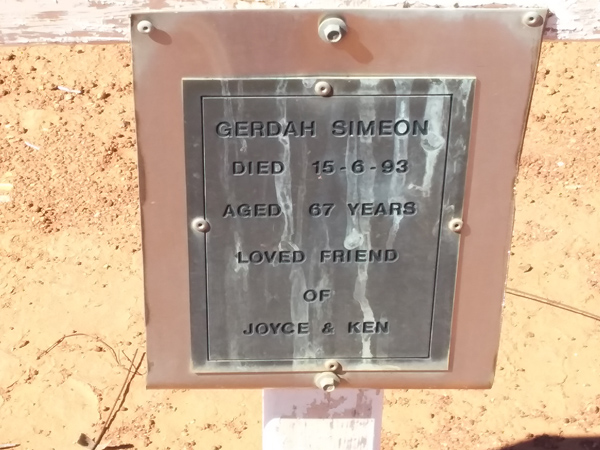 GERDAH SIMEON
DIED 15-6-93
AGED 67 YEARS
LOVED FRIEND
OF
JOYCE & KEN